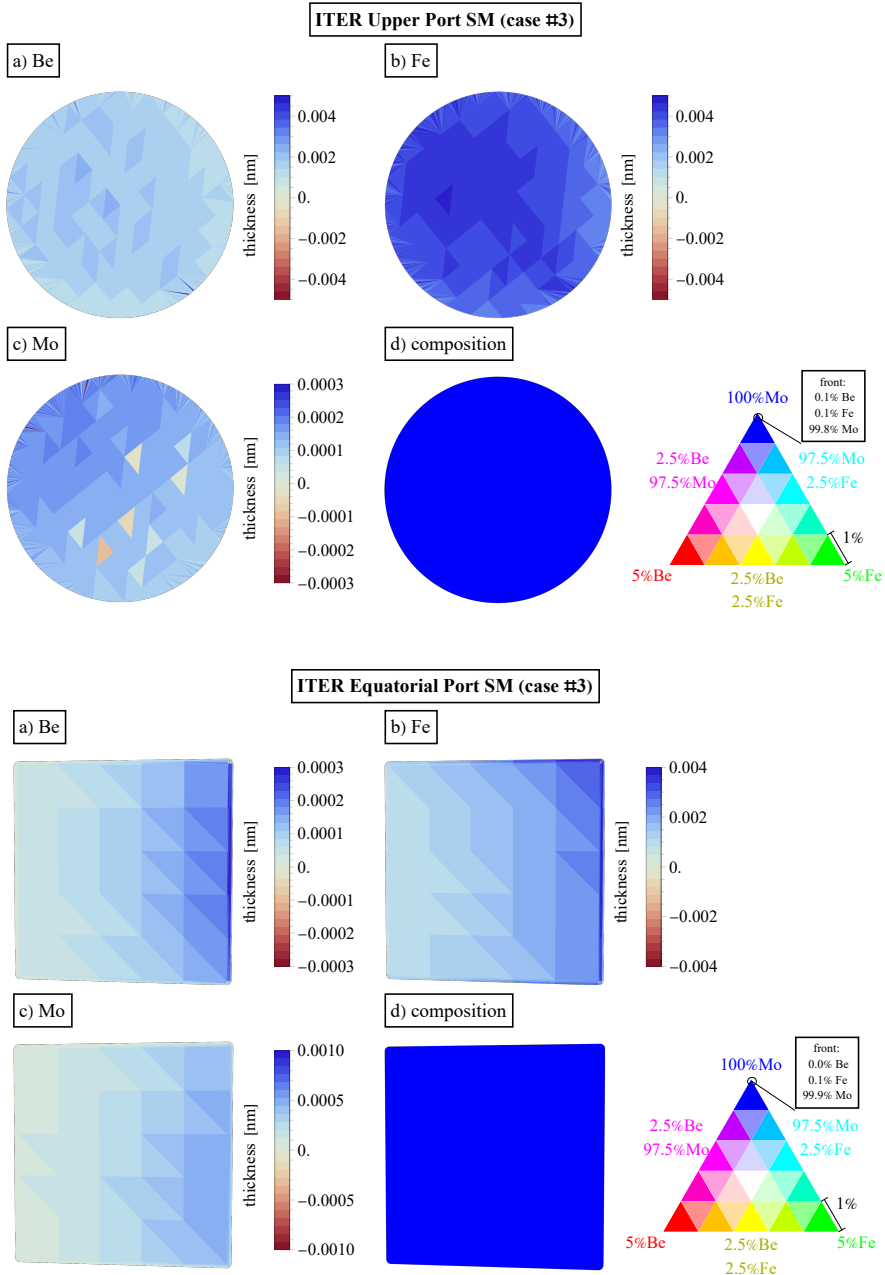 ITER Upper Port SM (case #3)
a) Be
b) Fe
0.004
0.002
0.
−0.002
−0.004
thickness [nm]
0.004
0.002
0.
−0.002
−0.004
thickness [nm]
c) Mo
d) composition
0.0003
0.0002
0.0001
0.
−0.0001
−0.0002
−0.0003
thickness [nm]
front:
0.1% Be
0.1% Fe
99.8% Mo
100%Mo
2.5%Be
97.5%Mo
97.5%Mo
2.5%Fe
1%
5%Be
2.5%Be
2.5%Fe
5%Fe
ITER Equatorial Port SM (case #3)
a) Be
b) Fe
0.0003
0.0002
0.0001
0.
−0.0001
−0.0002
−0.0003
thickness [nm]
0.004
0.002
0.
−0.002
−0.004
thickness [nm]
c) Mo
d) composition
0.0010
0.0005
0.
−0.0005
−0.0010
thickness [nm]
front:
0.0% Be
0.1% Fe
99.9% Mo
100%Mo
2.5%Be
97.5%Mo
97.5%Mo
2.5%Fe
1%
5%Be
2.5%Be
2.5%Fe
5%Fe